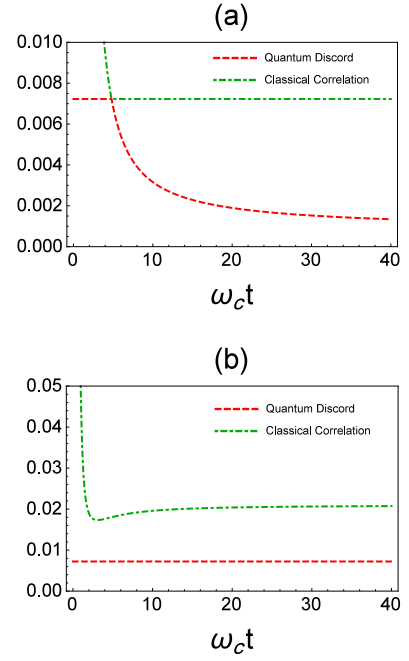 (a)
0.010
0.008
0.006
0.004
0.002
0.000
Quantum Discord
Classical Correlation
0 10 20 30 40
ω_c t
(b)
0.05
0.04
0.03
0.02
0.01
0.00
Quantum Discord
Classical Correlation
0 10 20 30 40
ω_c t